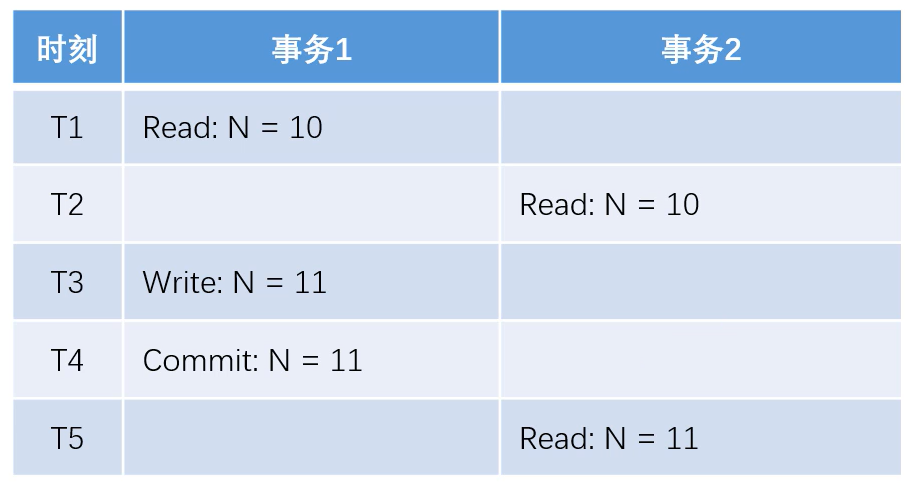 时刻 事务1 事务2
T1 Read: N = 10
T2 Read: N = 10
T3 Write: N = 11
T4 Commit: N = 11
T5 Read: N = 11